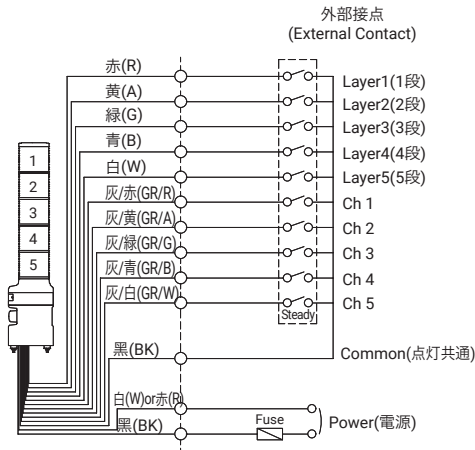 外部接点
(External Contact)
赤(R)
Layer1(1段)
黄(A)
Layer2(2段)
緑(G)
Layer3(3段)
青(B)
Layer4(4段)
白(W)
Layer5(5段)
灰/赤(GR/R)
Ch 1
灰/黄(GR/A)
Ch 2
灰/緑(GR/G)
Ch 3
灰/青(GR/B)
Ch 4
灰/白(GR/W)
Ch 5
Steady
1
2
3
4
5
黒(BK)
Common(点灯共通)
白(W)or赤(R)
Fuse
Power(電源)
黒(BK)